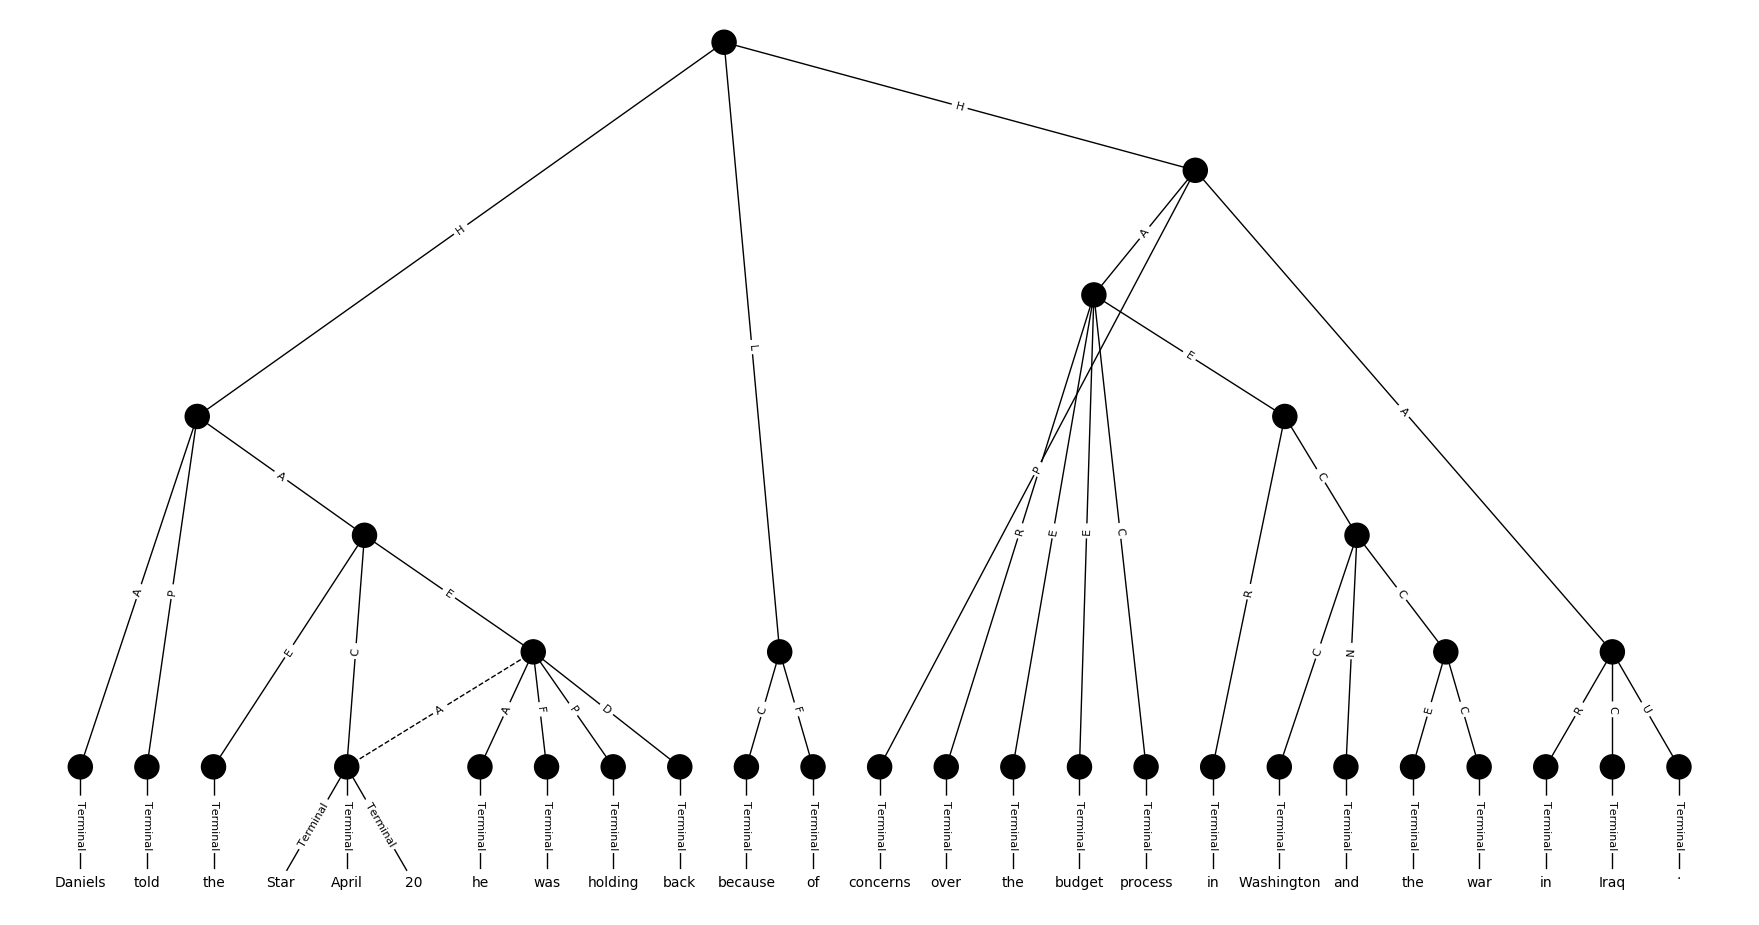 H
L
H
A
P
A
A
P
A
R
E
E
C
E
R
C
E
C
E
C
N
C
A
A
F
P
D
C
F
E
C
R
C
U
Terminal Terminal Terminal Terminal Terminal Terminal Terminal Terminal Terminal Terminal Terminal Terminal Terminal Terminal Terminal Terminal Terminal Terminal Terminal Terminal Terminal Terminal Terminal Terminal Terminal
Daniels told the Star April 20 he was holding back because of concerns over the budget process in Washington and the war in Iraq .